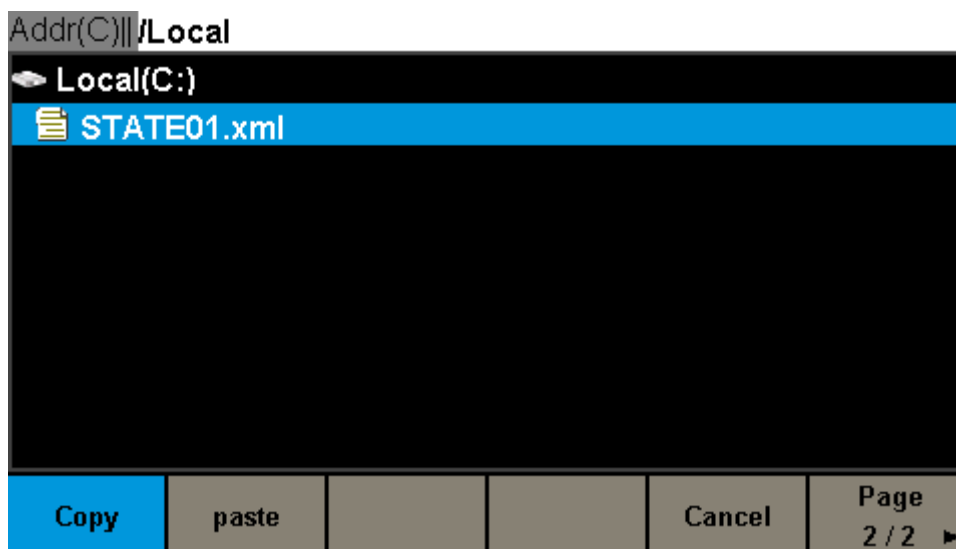 Addr(C)|| /Local
Local(C:)
STATE01.xml
Copy paste Cancel Page
2/2